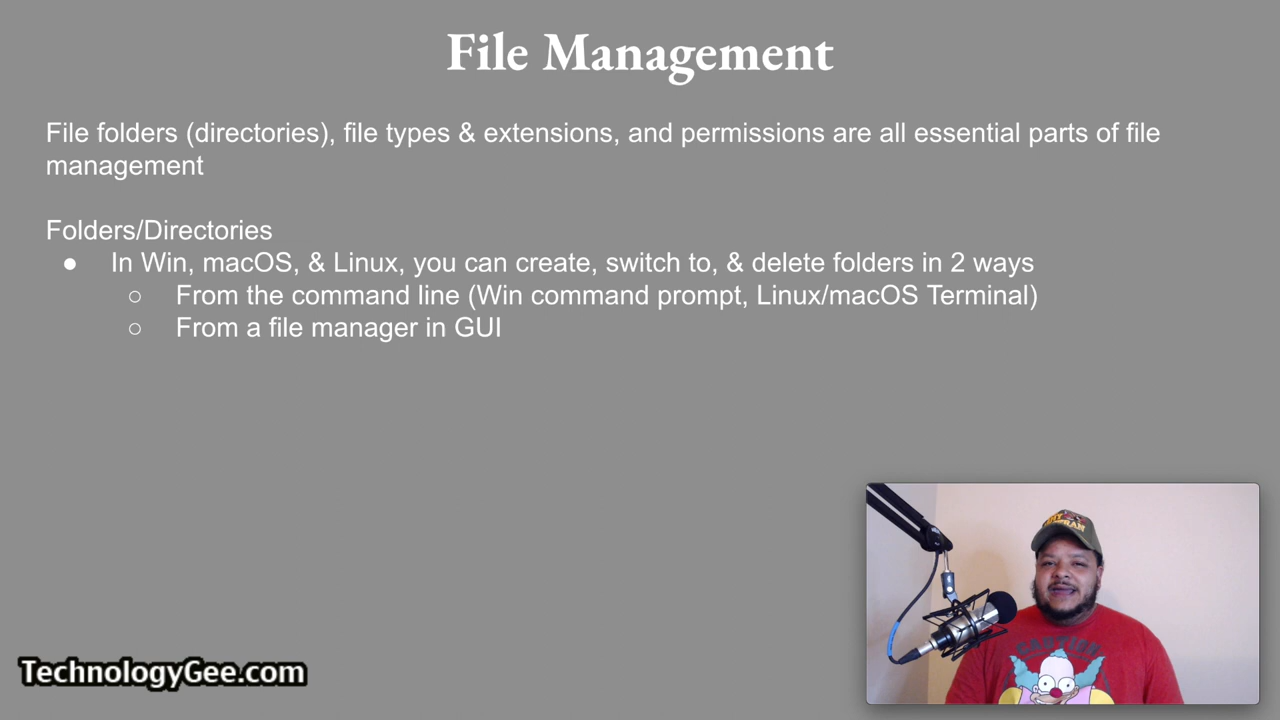 File Management
File folders (directories), file types & extensions, and permissions are all essential parts of file
management
Folders/Directories
● In Win, macOS, & Linux, you can create, switch to, & delete folders in 2 ways
○ From the command line (Win command prompt, Linux/macOS Terminal)
○ From a file manager in GUI
CAUTION
TechnologyGee.com